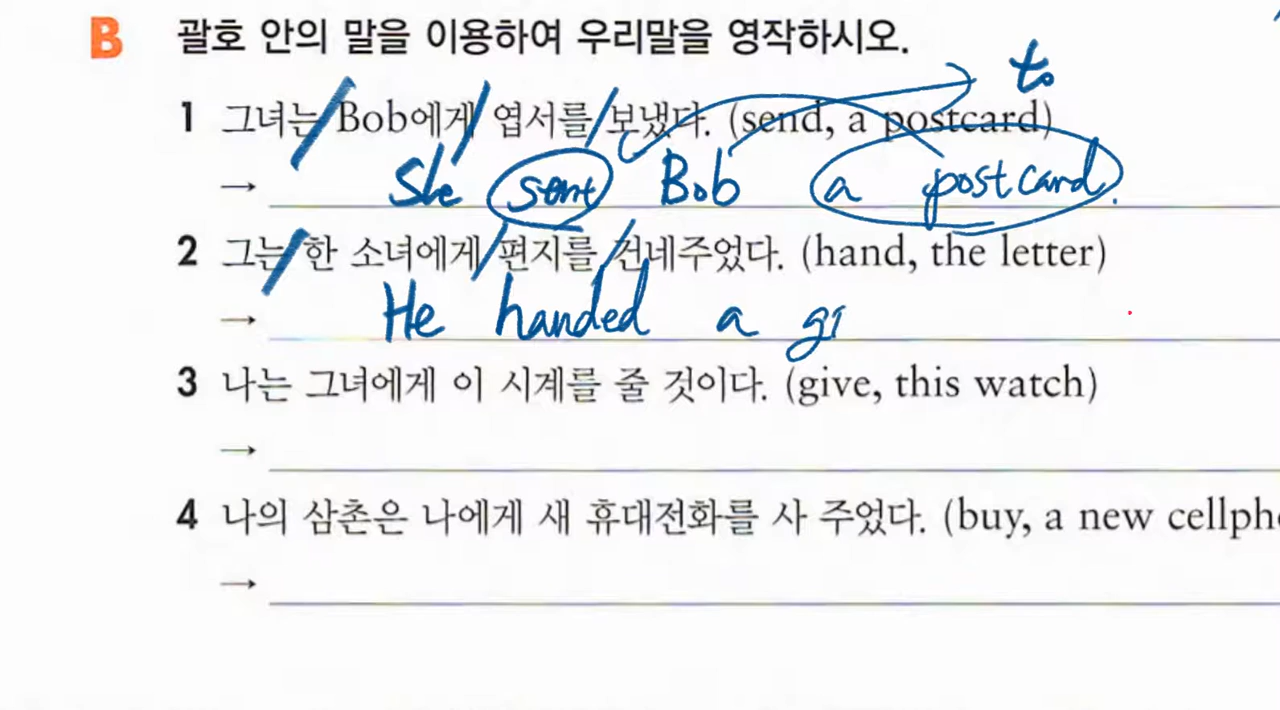 B 괄호 안의 말을 이용하여 우리말을 영작하시오.
to
1 그녀는 / Bob에게 / 엽서를 / 보냈다. (send, a postcard)
→ She sent Bob a postcard.
2 그는 / 한 소녀에게 / 편지를 / 건네주었다. (hand, the letter)
→ He handed a gi
3 나는 그녀에게 이 시계를 줄 것이다. (give, this watch)
→
4 나의 삼촌은 나에게 새 휴대전화를 사 주었다. (buy, a new cellpho
→